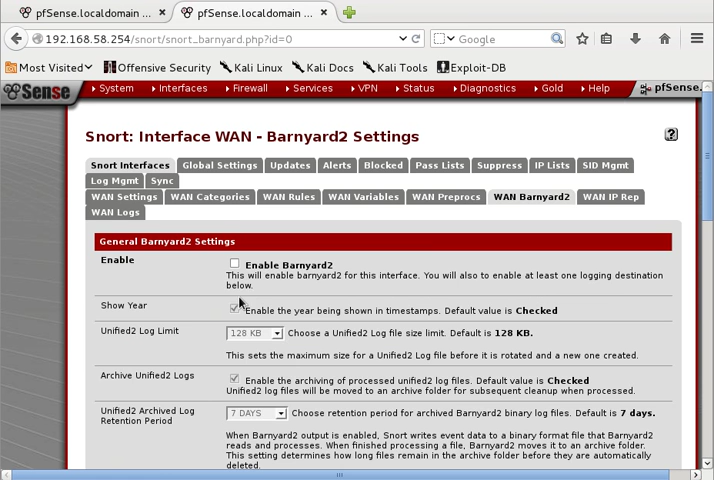 pfSense.localdomain ... ×
pfSense.localdomain ... ×
192.168.58.254/snort/snort_barnyard.php?id=0
Google
Most Visited
Offensive Security
Kali Linux
Kali Docs
Kali Tools
Exploit-DB
Sense
System
Interfaces
Firewall
Services
VPN
Status
Diagnostics
Gold
Help
pfSense.
Snort: Interface WAN - Barnyard2 Settings
?
Snort Interfaces
Global Settings
Updates
Alerts
Blocked
Pass Lists
Suppress
IP Lists
SID Mgmt
Log Mgmt
Sync
WAN Settings
WAN Categories
WAN Rules
WAN Variables
WAN Preprocs
WAN Barnyard2
WAN IP Rep
WAN Logs
General Barnyard2 Settings
Enable
Enable Barnyard2
This will enable barnyard2 for this interface. You will also to enable at least one logging destination
below.
Show Year
Enable the year being shown in timestamps. Default value is Checked
Unified2 Log Limit
128 KB
Choose a Unified2 Log file size limit. Default is 128 KB.
This sets the maximum size for a Unified2 Log file before it is rotated and a new one created.
Archive Unified2 Logs
Enable the archiving of processed unified2 log files. Default value is Checked
Unified2 log files will be moved to an archive folder for subsequent cleanup when processed.
Unified2 Archived Log
Retention Period
7 DAYS
Choose retention period for archived Barnyard2 binary log files. Default is 7 days.
When Barnyard2 output is enabled, Snort writes event data to a binary format file that Barnyard2
reads and processes. When finished processing a file, Barnyard2 moves it to an archive folder.
This setting determines how long files remain in the archive folder before they are automatically
deleted.